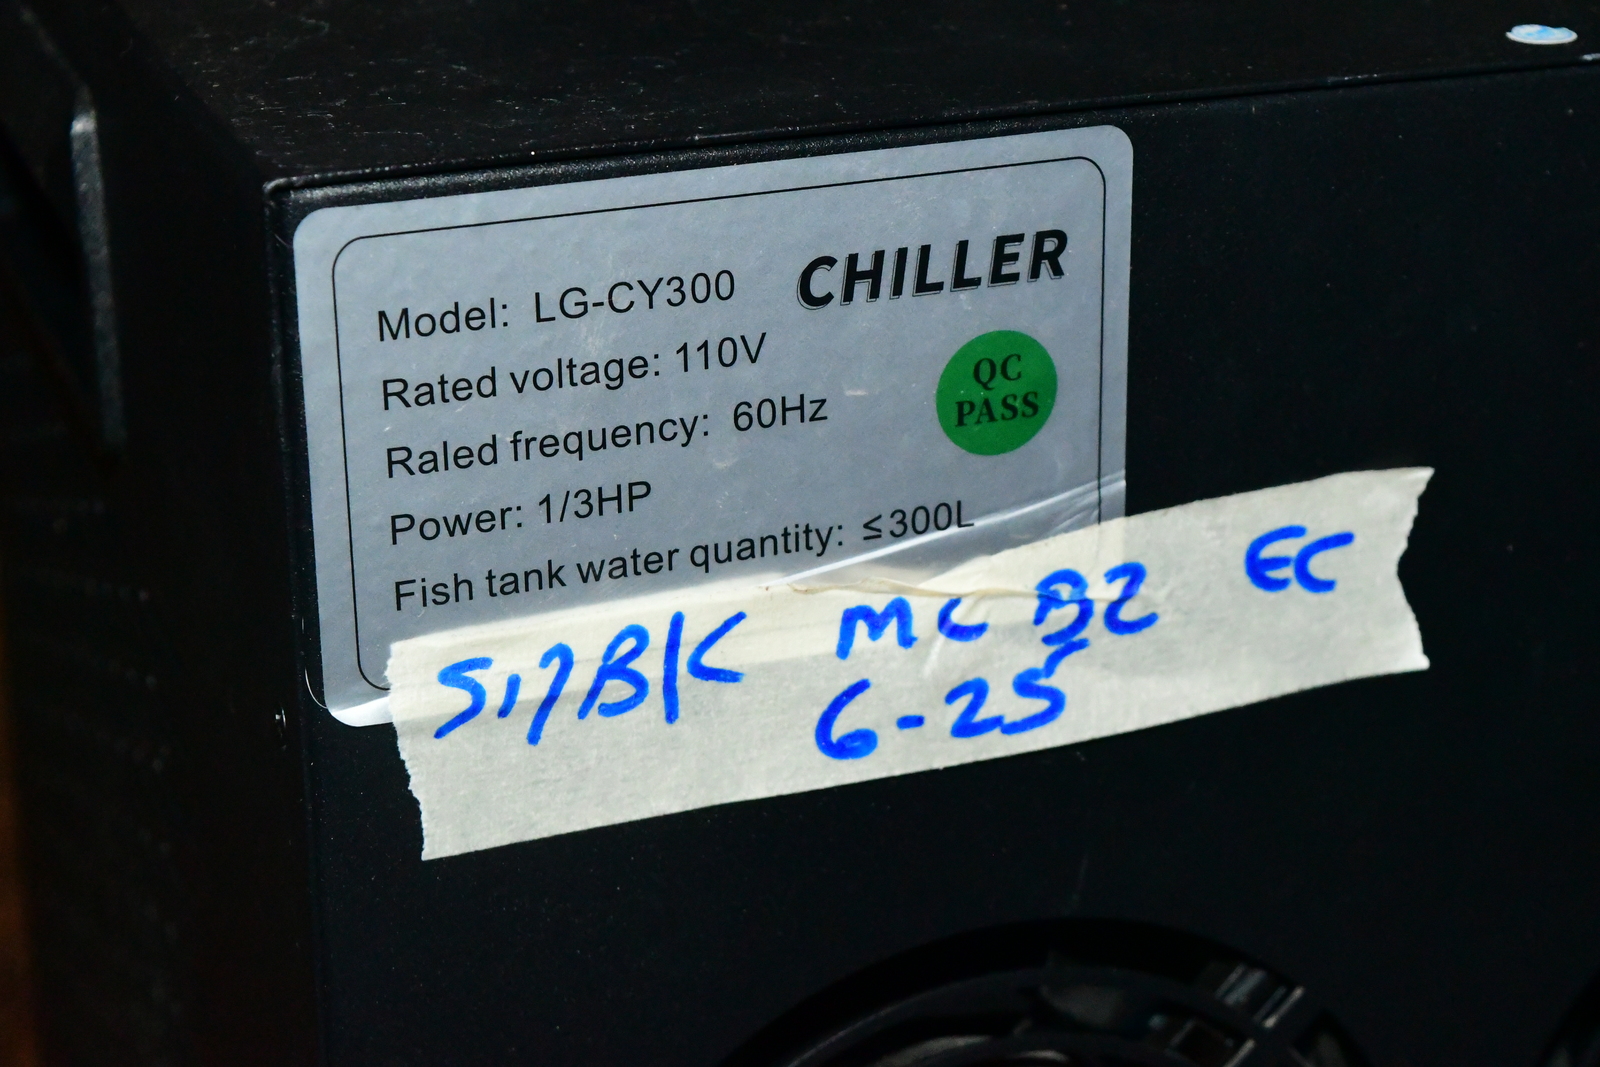 CHILLER
Model: LG-CY300
Rated voltage: 110V
Raled frequency: 60Hz
Power: 1/3HP
Fish tank water quantity: ≤300L
QC
PASS
MC B2 EC
6-25